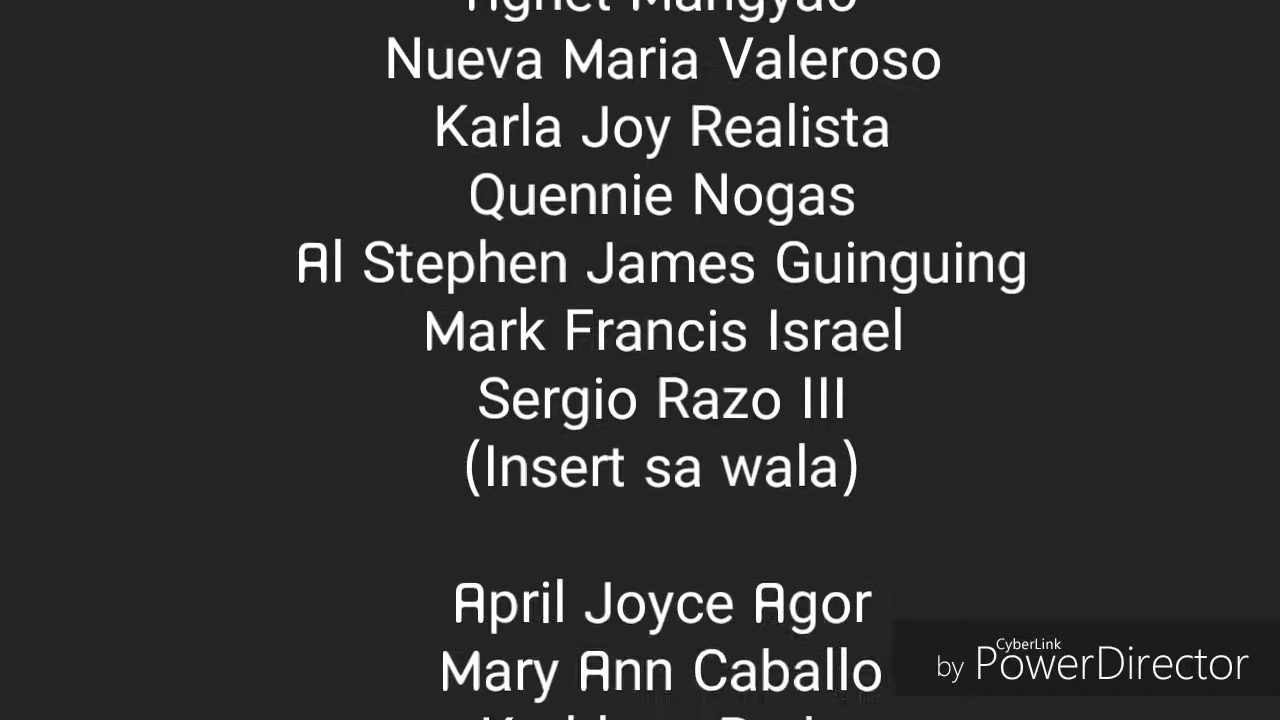 Nueva Maria Valeroso
Karla Joy Realista
Quennie Nogas
Al Stephen James Guinguing
Mark Francis Israel
Sergio Razo III
(Insert sa wala)
April Joyce Agor
Mary Ann Caballo
by CyberLink PowerDirector